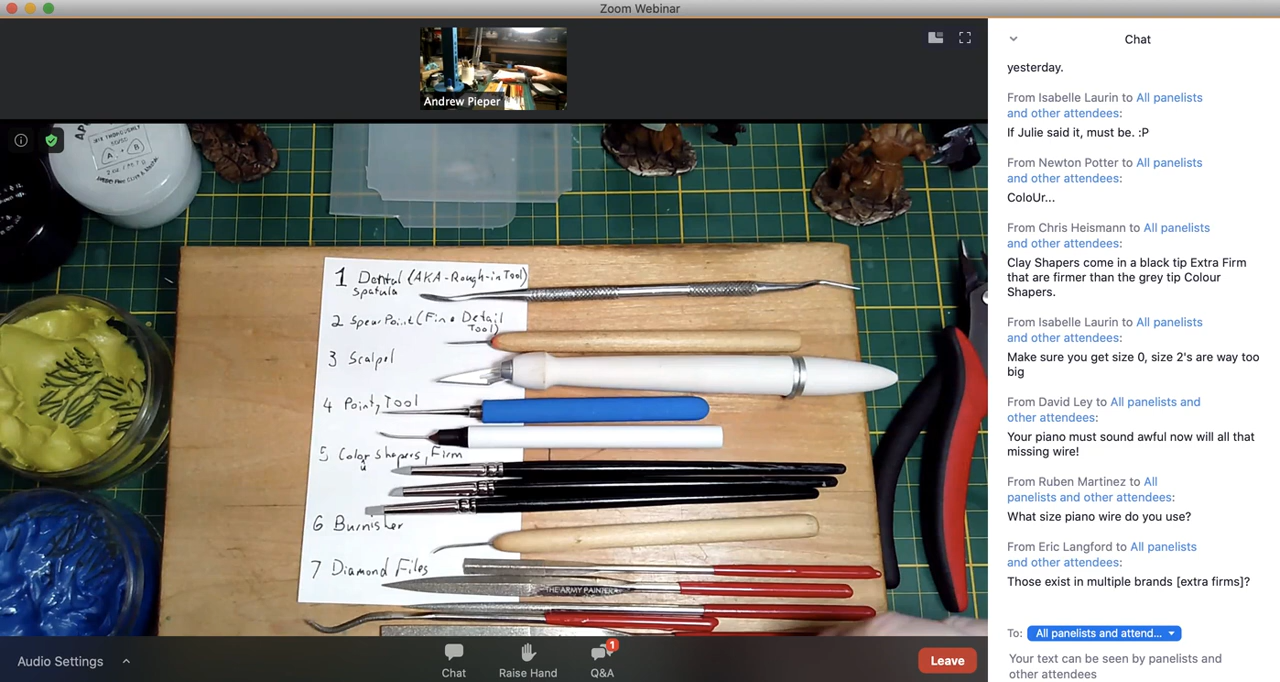 Zoom Webinar
Andrew Pieper
A
B
1 Dental (AKA-Rough-in Tool)
spatula
2 Spear Point (Fine Detail
Tool)
3 Scalpel
4 Pointy Tool
5 Color Shapers, Firm
6 Burnister
7 Diamond Files
THE ARMY PAINTER
Audio Settings
Chat
Raise Hand
1
Q&A
Leave
Chat
yesterday.
From Isabelle Laurin to All panelists
and other attendees:
If Julie said it, must be. :P
From Newton Potter to All panelists
and other attendees:
ColoUr...
From Chris Heismann to All panelists
and other attendees:
Clay Shapers come in a black tip Extra Firm
that are firmer than the grey tip Colour
Shapers.
From Isabelle Laurin to All panelists
and other attendees:
Make sure you get size 0, size 2's are way too
big
From David Ley to All panelists and
other attendees:
Your piano must sound awful now will all that
missing wire!
From Ruben Martinez to All
panelists and other attendees:
What size piano wire do you use?
From Eric Langford to All panelists
and other attendees:
Those exist in multiple brands [extra firms]?
To: All panelists and attend...
Your text can be seen by panelists and
other attendees